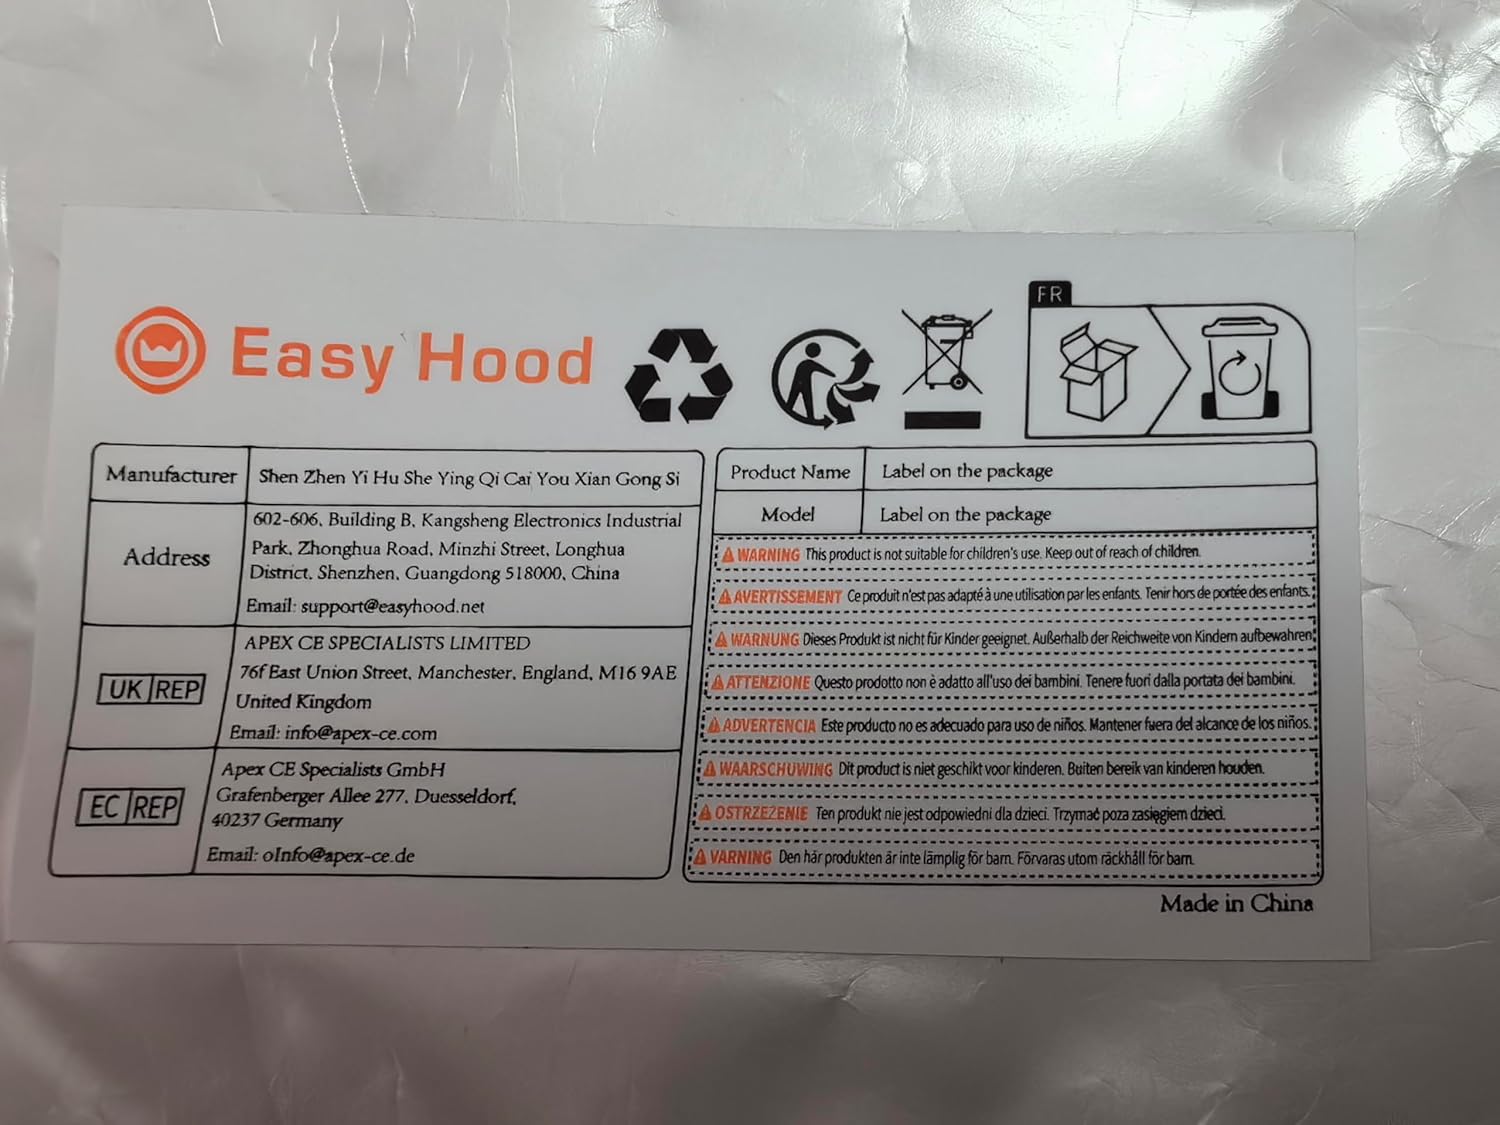 Easy Hood
FR
Manufacturer
Shen Zhen Yi Hu She Ying Qi Cai You Xian Gong Si
Address
602-606, Building B, Kangsheng Electronics Industrial
Park, Zhonghua Road, Minzhi Street, Longhua
District, Shenzhen, Guangdong 518000, China
Email: support@easyhood.net
UK REP
APEX CE SPECIALISTS LIMITED
76f East Union Street, Manchester, England, M16 9AE
United Kingdom
Email: info@apex-ce.com
EC REP
Apex CE Specialists GmbH
Grafenberger Allee 277, Duesseldorf,
40237 Germany
Email: oInfo@apex-ce.de
Product Name
Label on the package
Model
Label on the package
WARNING This product is not suitable for children's use. Keep out of reach of children.
AVERTISSEMENT Ce produit n'est pas adapté à une utilisation par les enfants. Tenir hors de portée des enfants.
WARNUNG Dieses Produkt ist nicht für Kinder geeignet. Außerhalb der Reichweite von Kindern aufbewahren
ATTENZIONE Questo prodotto non è adatto all'uso dei bambini. Tenere fuori dalla portata dei bambini.
ADVERTENCIA Este producto no es adecuado para uso de niños. Mantener fuera del alcance de los niños.
WAARSCHUWING Dit product is niet geschikt voor kinderen. Buiten bereik van kinderen houden.
OSTRZEŻENIE Ten produkt nie jest odpowiedni dla dzieci. Trzymać poza zasięgiem dzieci.
VARNING Den här produkten är inte lämplig för barn. Förvaras utom räckhåll för barn.
Made in China